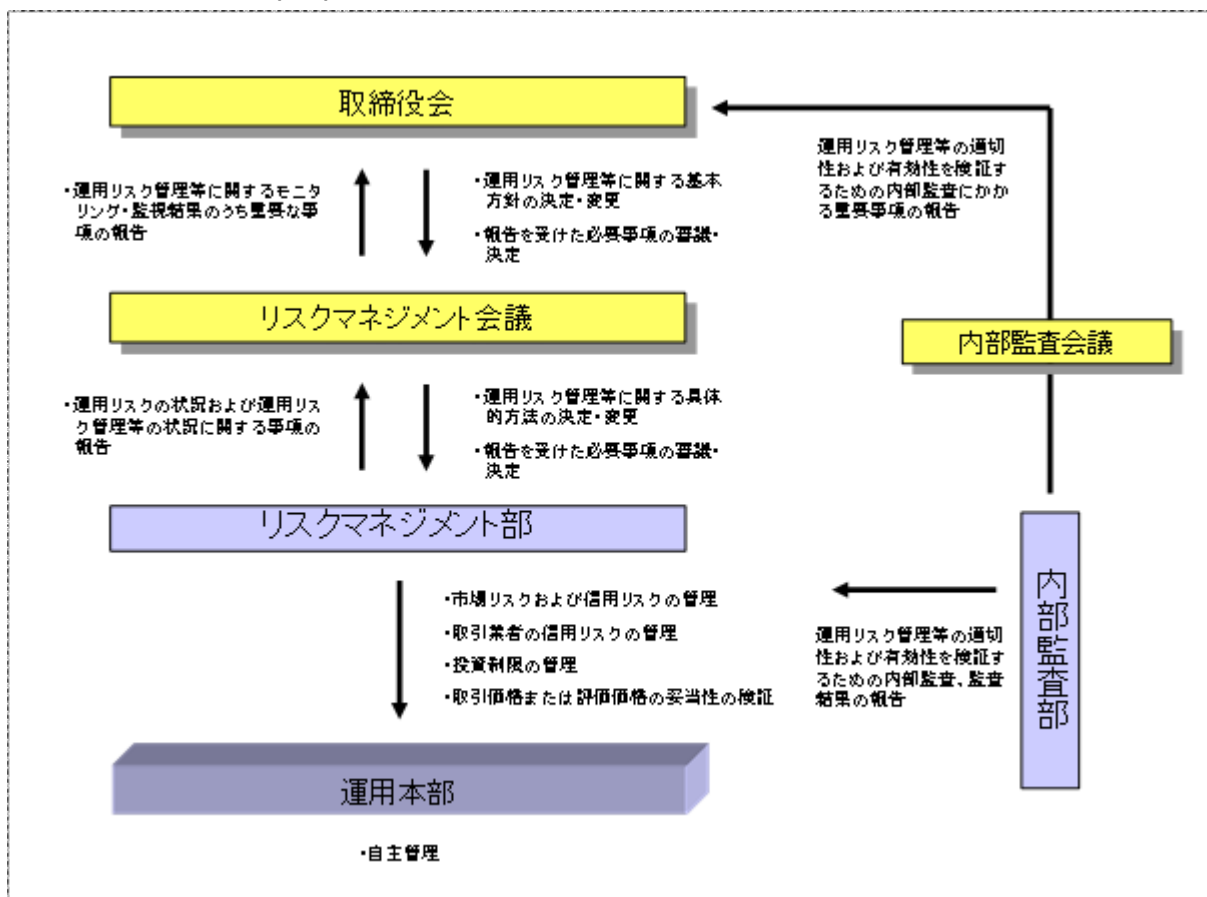 取締役会
・運用リスク管理等に関するモニ
タリング・監視結果のうち重要な事
項の報告
・運用リスク管理等に関する基本
方針の決定・変更
・報告を受けた必要事項の審議・
決定
運用リスク管理等の適切
性および有効性を検証す
るための内部監査にかか
る重要事項の報告
リスクマネジメント会議
内部監査会議
・運用リスクの状況および運用リス
ク管理等の状況に関する事項の
報告
・運用リスク管理等に関する具体
的方法の決定・変更
・報告を受けた必要事項の審議・
決定
リスクマネジメント部
内部監査部
・市場リスクおよび信用リスクの管理
・取引業者の信用リスクの管理
・投資制限の管理
・取引価格または評価価格の妥当性の検証
運用リスク管理等の適切
性および有効性を検証す
るための内部監査、監査
結果の報告
運用本部
・自主管理